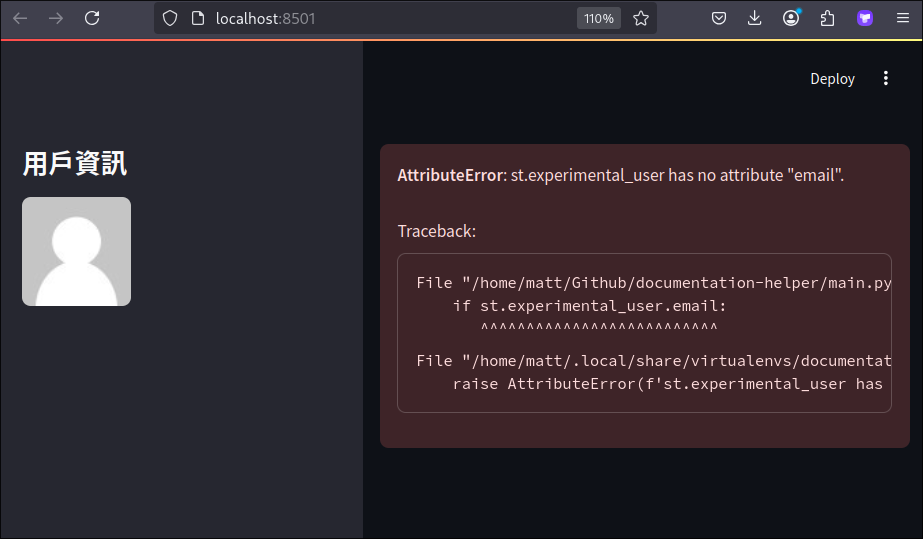 localhost:8501
110%
Deploy
用戶資訊
AttributeError: st.experimental_user has no attribute "email".
Traceback:
File "/home/matt/Github/documentation-helper/main.py
if st.experimental_user.email:
^^^^^^^^^^^^^^^^^^^^^^^^^^
File "/home/matt/.local/share/virtualenvs/documentat
raise AttributeError(f'st.experimental_user has